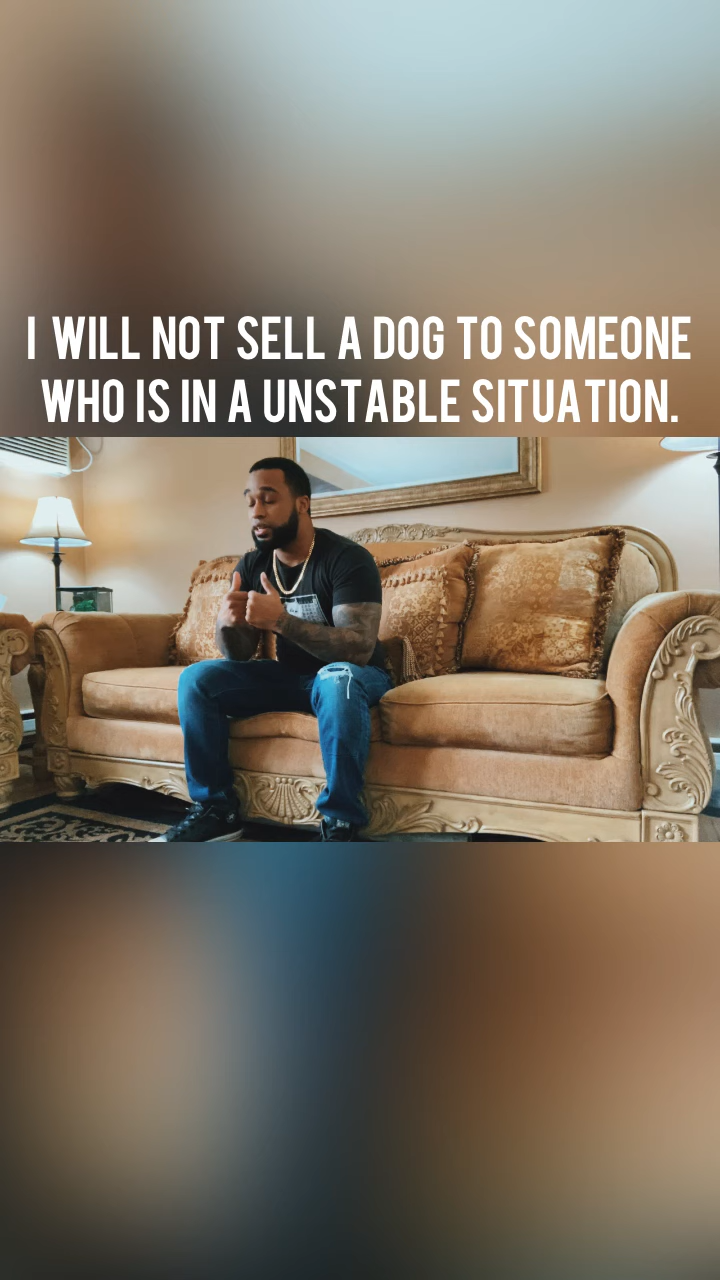 I WILL NOT SELL A DOG TO SOMEONE
WHO IS IN A UNSTABLE SITUATION.